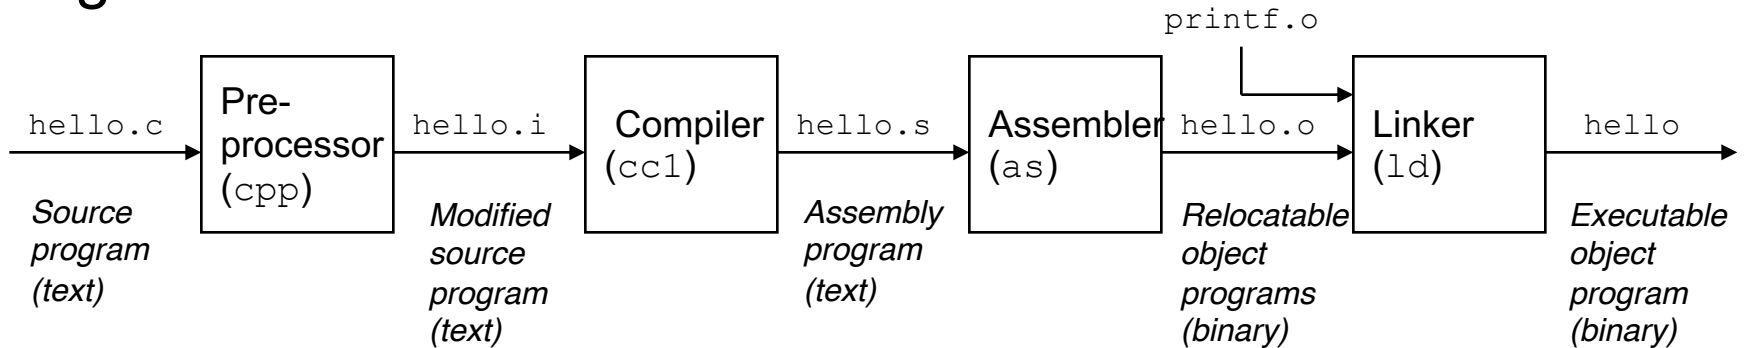 printf.o
hello.c
Pre-
processor
(cpp)
hello.i
Compiler
(cc1)
hello.s
Assembler
(as)
hello.o
Linker
(ld)
hello
Source
program
(text)
Modified
source
program
(text)
Assembly
program
(text)
Relocatable
object
programs
(binary)
Executable
object
program
(binary)